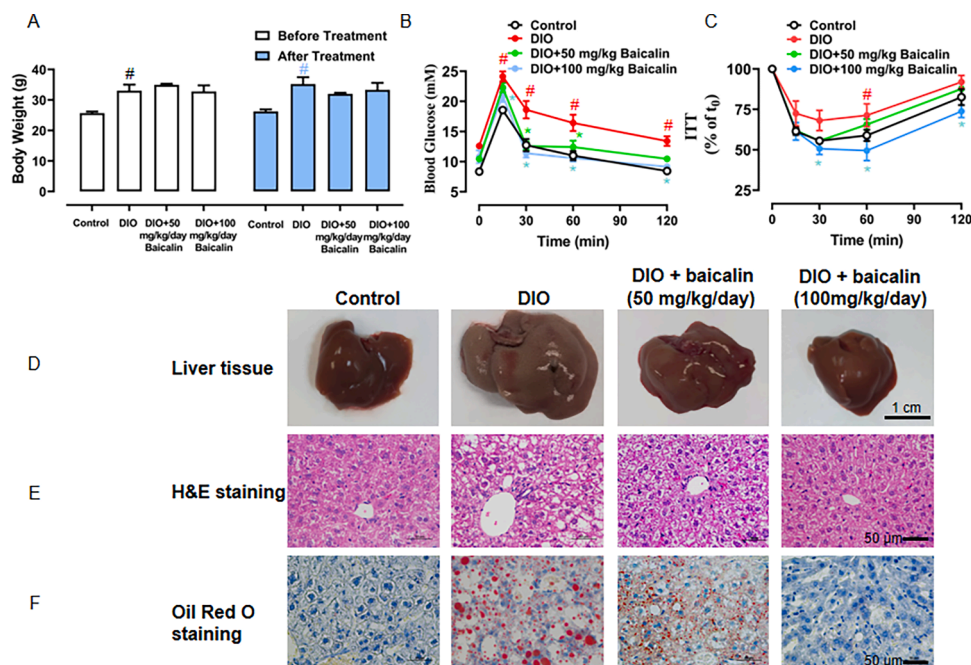 A
Before Treatment
After Treatment
Body Weight (g)
40
30
20
10
0
#
#
Control
DIO
DIO+50
mg/kg/day
Baicalin
DIO+100
mg/kg/day
Baicalin
Control
DIO
DIO+50
mg/kg/day
Baicalin
DIO+100
mg/kg/day
Baicalin
B
Control
DIO
DIO+50 mg/kg Baicalin
DIO+100 mg/kg Baicalin
Blood Glucose (mM)
25
20
15
10
5
# # # #
* * * * * *
0 30 60 90 120
Time (min)
C
Control
DIO
DIO+50 mg/kg Baicalin
DIO+100 mg/kg Baicalin
ITT
(% of t0)
100
75
50
25
#
* * *
0 30 60 90 120
Time (min)
Control
DIO
DIO + baicalin
(50 mg/kg/day)
DIO + baicalin
(100mg/kg/day)
D
Liver tissue
1 cm
E
H&E staining
50 µm
F
Oil Red O
staining
50 µm